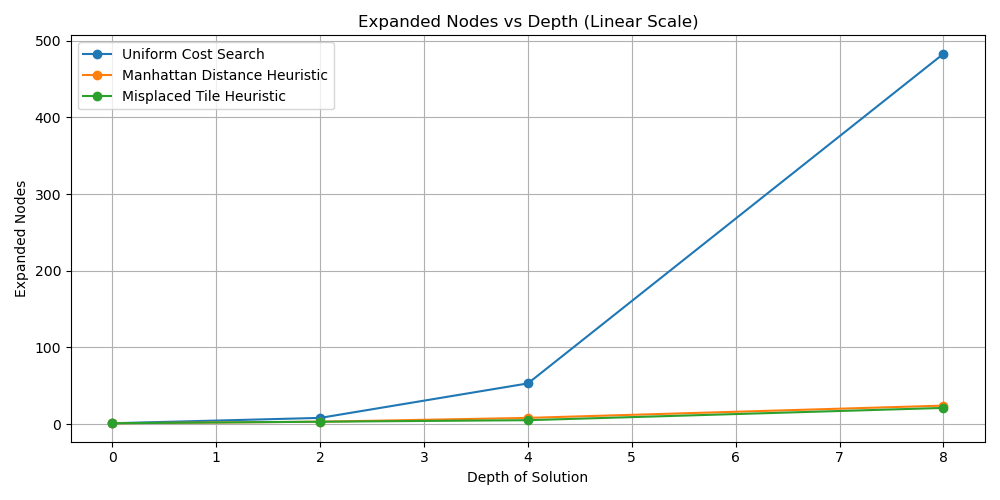 Expanded Nodes vs Depth (Linear Scale)
Uniform Cost Search
Manhattan Distance Heuristic
Misplaced Tile Heuristic
Expanded Nodes
500
400
300
200
100
0
0 1 2 3 4 5 6 7 8
Depth of Solution